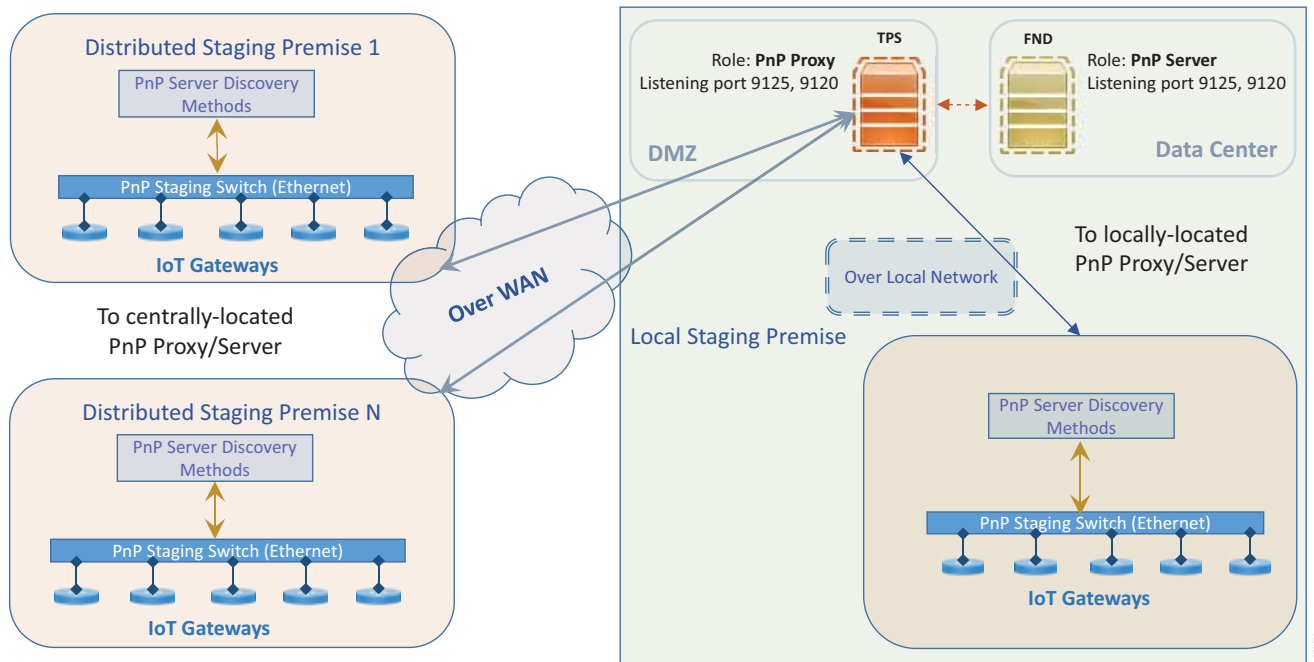 Distributed Staging Premise 1
PnP Server Discovery
Methods
PnP Staging Switch (Ethernet)
IoT Gateways
To centrally-located
PnP Proxy/Server
Distributed Staging Premise N
PnP Server Discovery
Methods
PnP Staging Switch (Ethernet)
IoT Gateways
Over WAN
TPS
Role: PnP Proxy
Listening port 9125, 9120
DMZ
FND
Role: PnP Server
Listening port 9125, 9120
Data Center
To locally-located
PnP Proxy/Server
Over Local Network
Local Staging Premise
PnP Server Discovery
Methods
PnP Staging Switch (Ethernet)
IoT Gateways